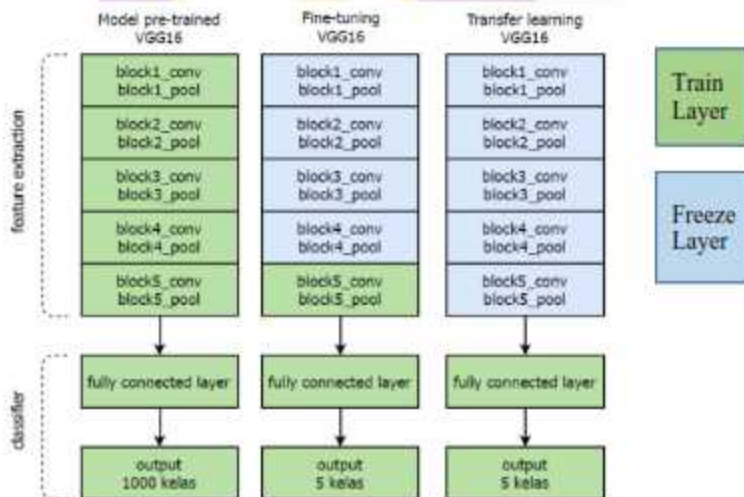 Model pre-trained
VGG16
Fine-tuning
VGG16
Transfer learning
VGG16
feature extraction
block1_conv
block1_pool
block2_conv
block2_pool
block3_conv
block3_pool
block4_conv
block4_pool
block5_conv
block5_pool
block1_conv
block1_pool
block2_conv
block2_pool
block3_conv
block3_pool
block4_conv
block4_pool
block5_conv
block5_pool
block1_conv
block1_pool
block2_conv
block2_pool
block3_conv
block3_pool
block4_conv
block4_pool
block5_conv
block5_pool
Train
Layer
Freeze
Layer
classifier
fully connected layer
fully connected layer
fully connected layer
output
1000 kelas
output
5 kelas
output
5 kelas